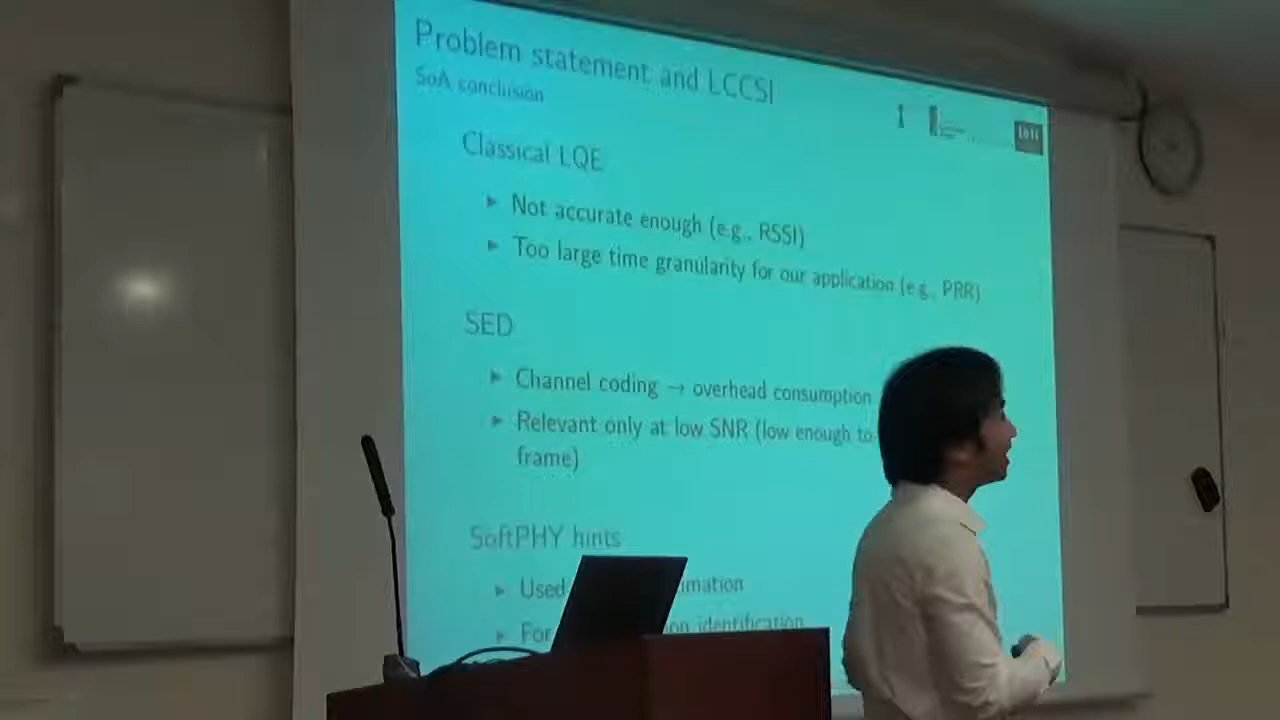 Problem statement and LCCSI
SoA conclusion
Classical LQE
Not accurate enough (e.g., RSSI)
Too large time granularity for our application (e.g., PRR)
SED
Channel coding → overhead consumption
Relevant only at low SNR (low enough to
frame)
SoftPHY hints
Used
For identification